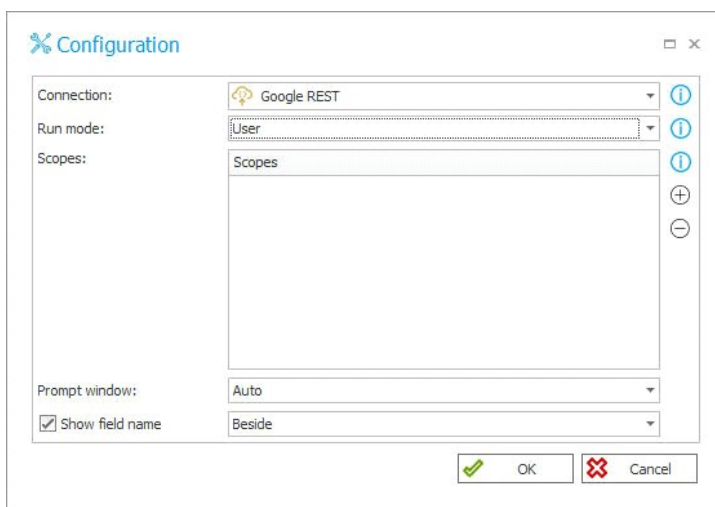 Configuration
Connection: Google REST
Run mode: User
Scopes: Scopes
Prompt window: Auto
Show field name Beside
OK Cancel